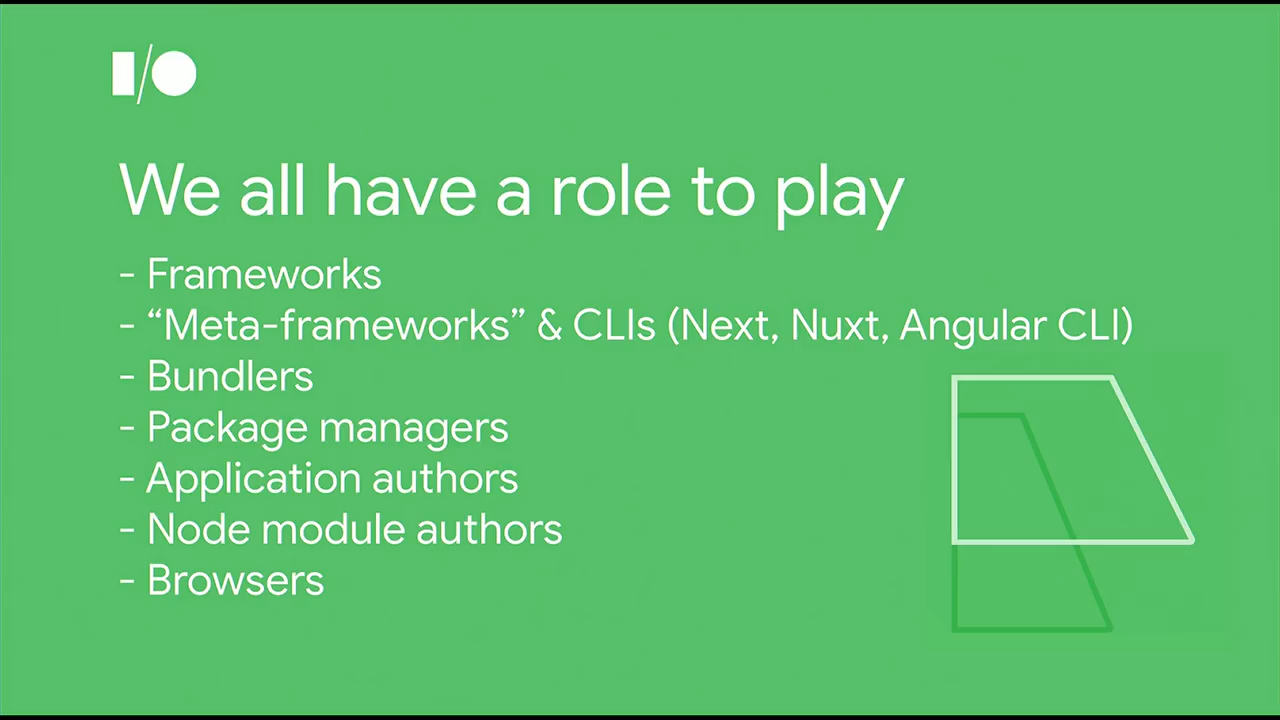 I/O
We all have a role to play
- Frameworks
- “Meta-frameworks” & CLIs (Next, Nuxt, Angular CLI)
- Bundlers
- Package managers
- Application authors
- Node module authors
- Browsers